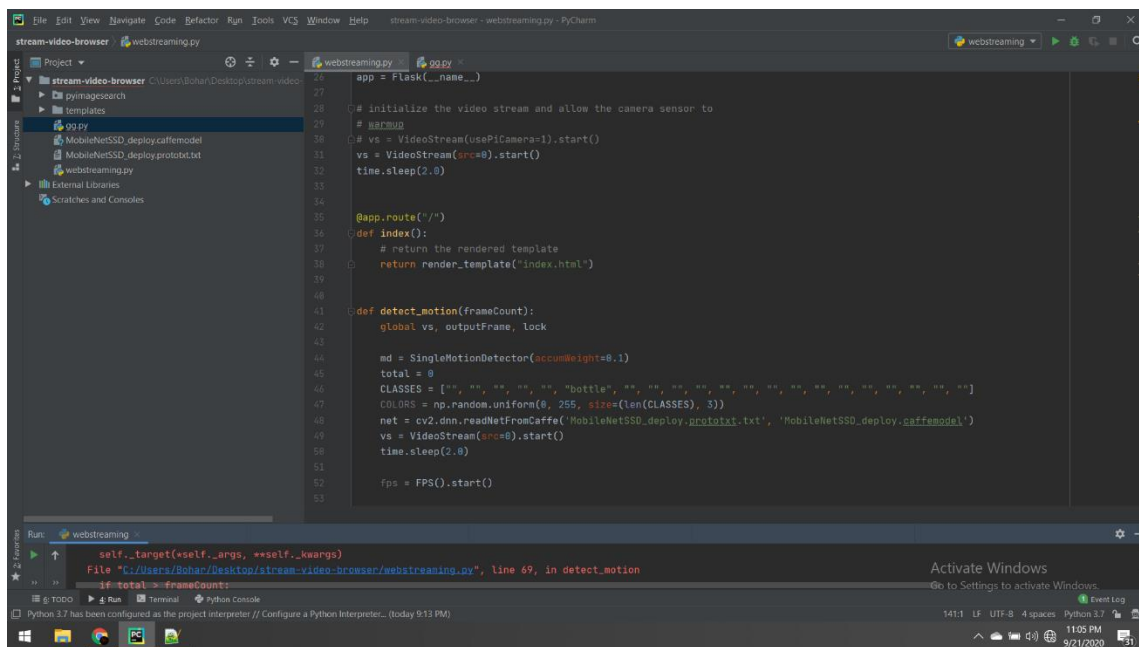 File Edit View Navigate Code Refactor Run Tools VCS Window Help stream-video-browser - webstreaming.py - PyCharm
stream-video-browser webstreaming.py webstreaming
Project webstreaming.py gg.py
1: Project
stream-video-browser C:\Users\Bohar\Desktop\stream-video-
pyimagesearch
templates
gg.py
MobileNetSSD_deploy.caffemodel
MobileNetSSD_deploy.prototxt.txt
webstreaming.py
External Libraries
Scratches and Consoles
Z: Structure
26 app = Flask(__name__)
27
28 # initialize the video stream and allow the camera sensor to
29 # warmup
30 # vs = VideoStream(usePiCamera=1).start()
31 vs = VideoStream(src=0).start()
32 time.sleep(2.0)
33
34
35 @app.route("/")
36 def index():
37 # return the rendered template
38 return render_template("index.html")
39
40
41 def detect_motion(frameCount):
42 global vs, outputFrame, lock
43
44 md = SingleMotionDetector(accumWeight=0.1)
45 total = 0
46 CLASSES = ["", "", "", "", "", "bottle", "", "", "", "", "", "", "", "", "", "", "", "", "", "", ""]
47 COLORS = np.random.uniform(0, 255, size=(len(CLASSES), 3))
48 net = cv2.dnn.readNetFromCaffe('MobileNetSSD_deploy.prototxt.txt', 'MobileNetSSD_deploy.caffemodel')
49 vs = VideoStream(src=0).start()
50 time.sleep(2.0)
51
52 fps = FPS().start()
53
2: Favorites
Run: webstreaming
self._target(*self._args, **self._kwargs)
File "C:/Users/Bohar/Desktop/stream-video-browser/webstreaming.py", line 69, in detect_motion
if total > frameCount:
Activate Windows
Go to Settings to activate Windows.
6: TODO 4: Run Terminal Python Console 1 Event Log
Python 3.7 has been configured as the project interpreter // Configure a Python Interpreter... (today 9:13 PM) 141:1 LF UTF-8 4 spaces Python 3.7
PC
11:05 PM
9/21/2020
31